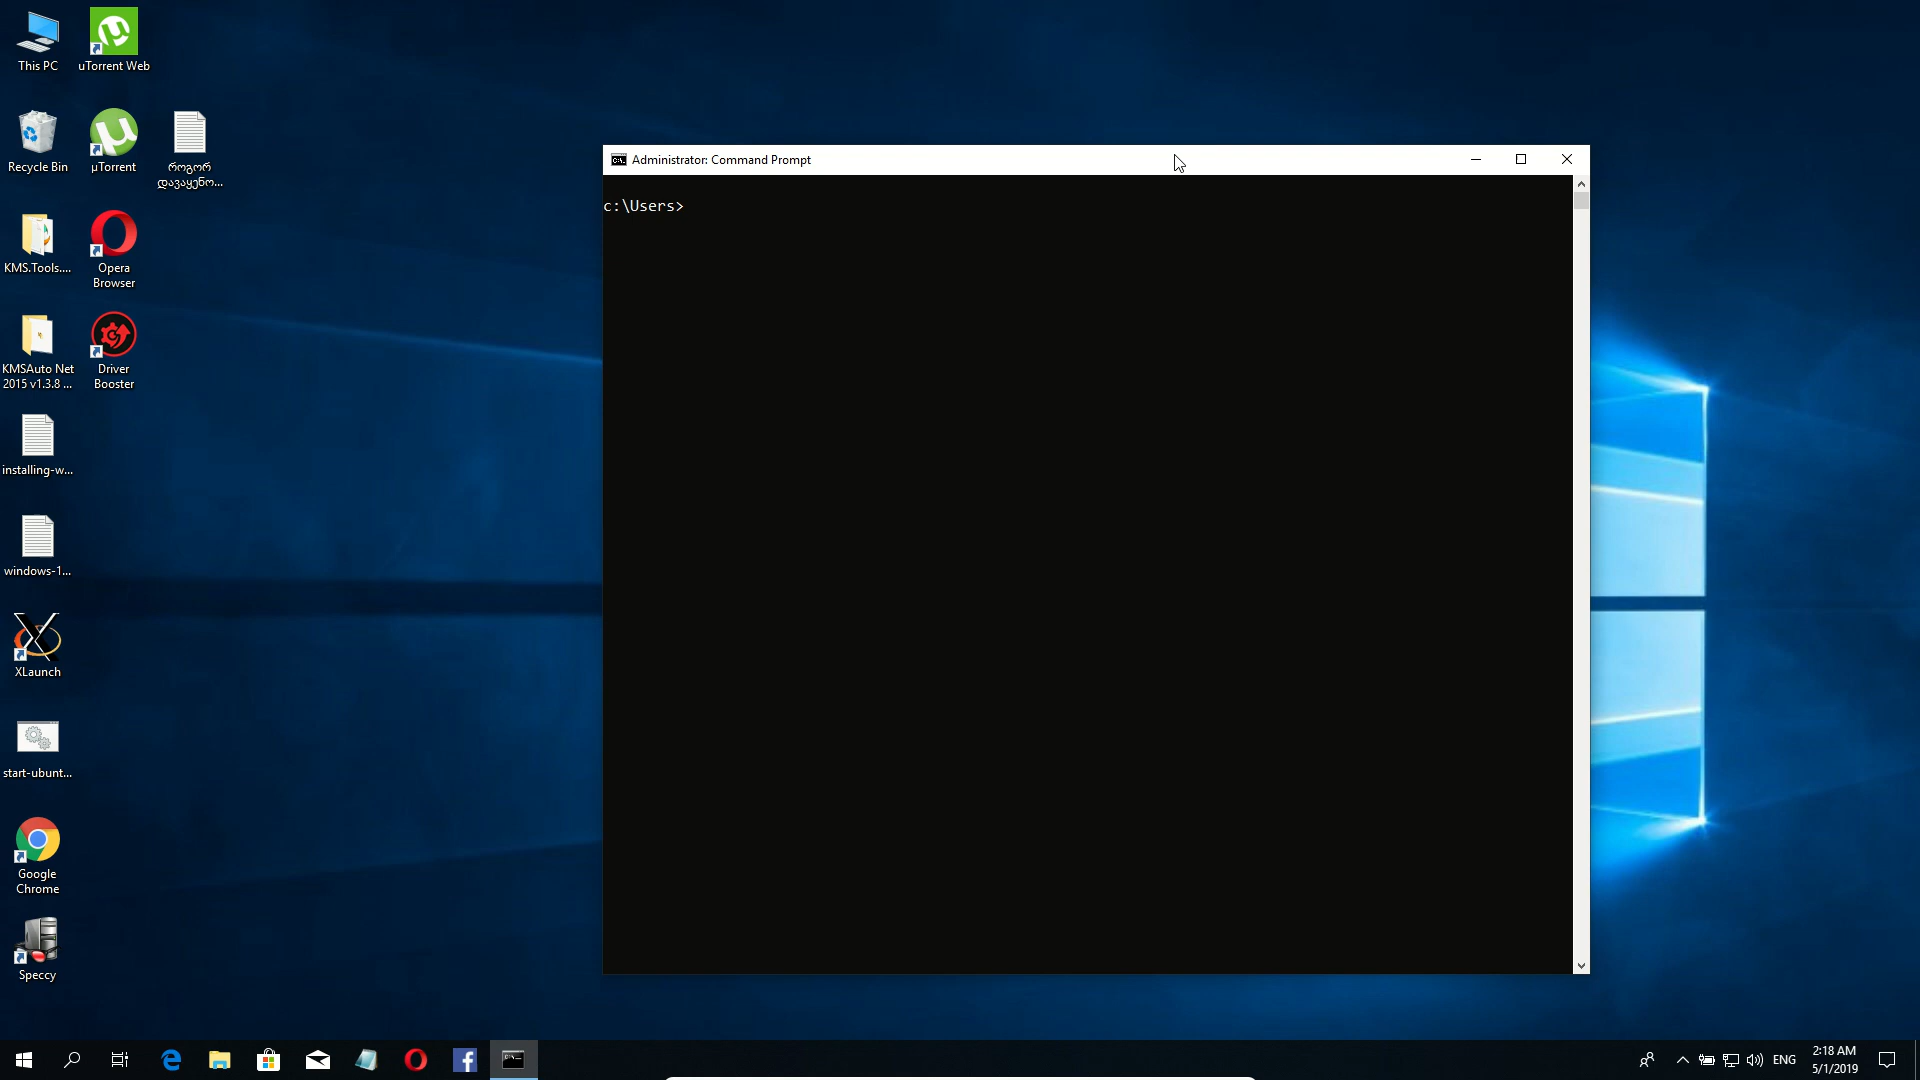 This PC
uTorrent Web
Recycle Bin
µTorrent
როგორ
დავაყენო...
KMS.Tools....
Opera
Browser
KMSAuto Net
2015 v1.3.8 ...
Driver
Booster
installing-w...
windows-1...
XLaunch
start-ubunt...
Google
Chrome
Speccy
Administrator: Command Prompt
c:\Users>
ENG
2:18 AM
5/1/2019